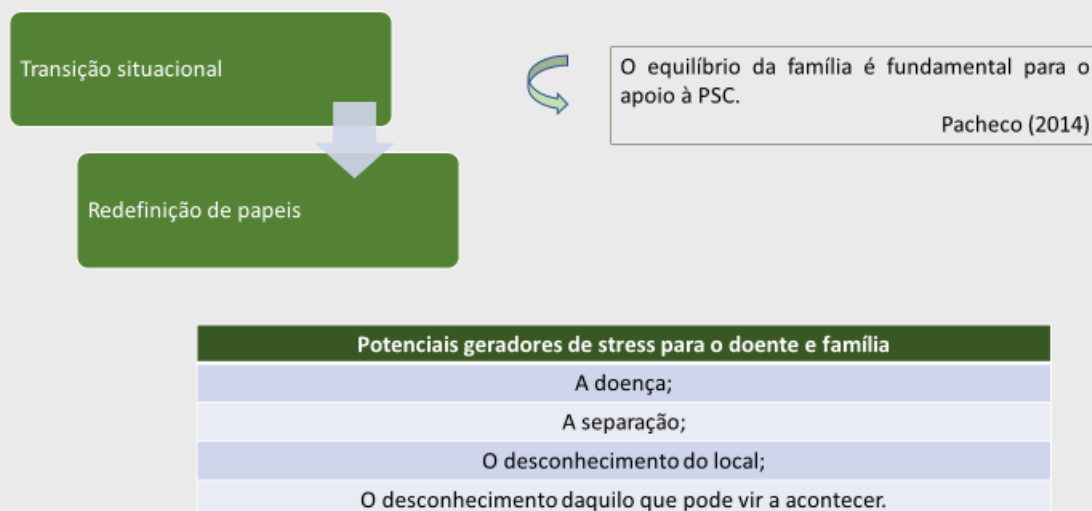 Transição situacional
O equilíbrio da família é fundamental para o
apoio à PSC.
Pacheco (2014)
Redefinição de papeis
Potenciais geradores de stress para o doente e família
A doença;
A separação;
O desconhecimento do local;
O desconhecimento daquilo que pode vir a acontecer.